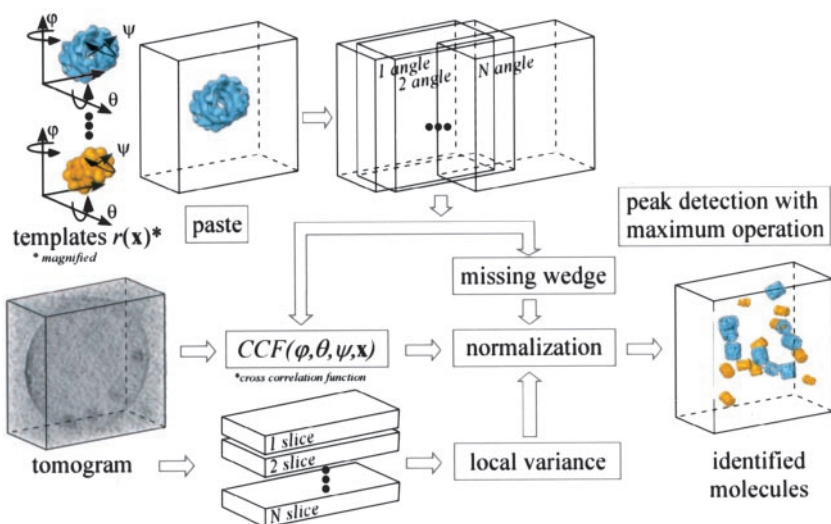 φ
ψ
θ
φ
ψ
θ
templates r(x)*
* magnified
paste
1 angle
2 angle
N angle
missing wedge
peak detection with
maximum operation
CCF(φ,θ,ψ,x)
*cross correlation function
normalization
tomogram
1 slice
2 slice
N slice
local variance
identified
molecules